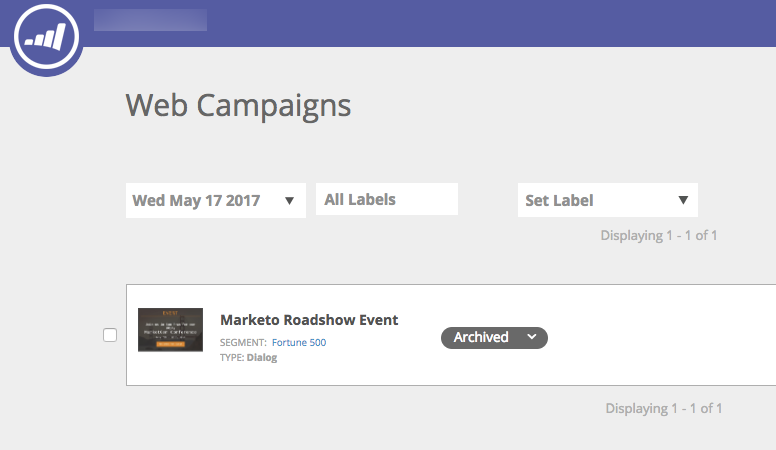 Web Campaigns
Wed May 17 2017
All Labels
Set Label
Displaying 1 - 1 of 1
Marketo Roadshow Event
SEGMENT: Fortune 500
TYPE: Dialog
Archived
Displaying 1 - 1 of 1